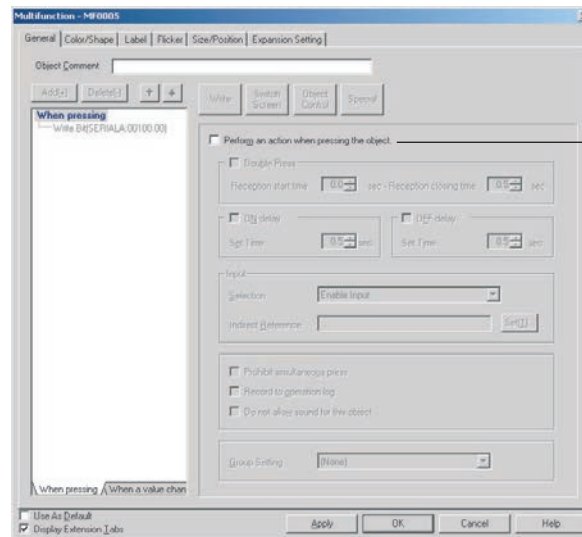 Multifunction - MF0005
General Color/Shape Label Flicker Size/Position Expansion Setting
Object Comment
Add[+] Delete[-]
Write Switch Screen Object Control Special
When pressing
Write Bit(SERIALA:00100.00)
Perform an action when pressing the object.
Double Press
Reception start time 0.0 sec - Reception closing time 0.5 sec
ON delay OFF delay
Set Time 0.5 sec Set Time 0.5 sec
Input
Selection Enable Input
Indirect Reference Set[I]...
Prohibit simultaneous press
Record to operation log
Do not allow sound for this object
Group Setting (None)
When pressing When a value chan
Use As Default
Display Extension Tabs
Apply OK Cancel Help